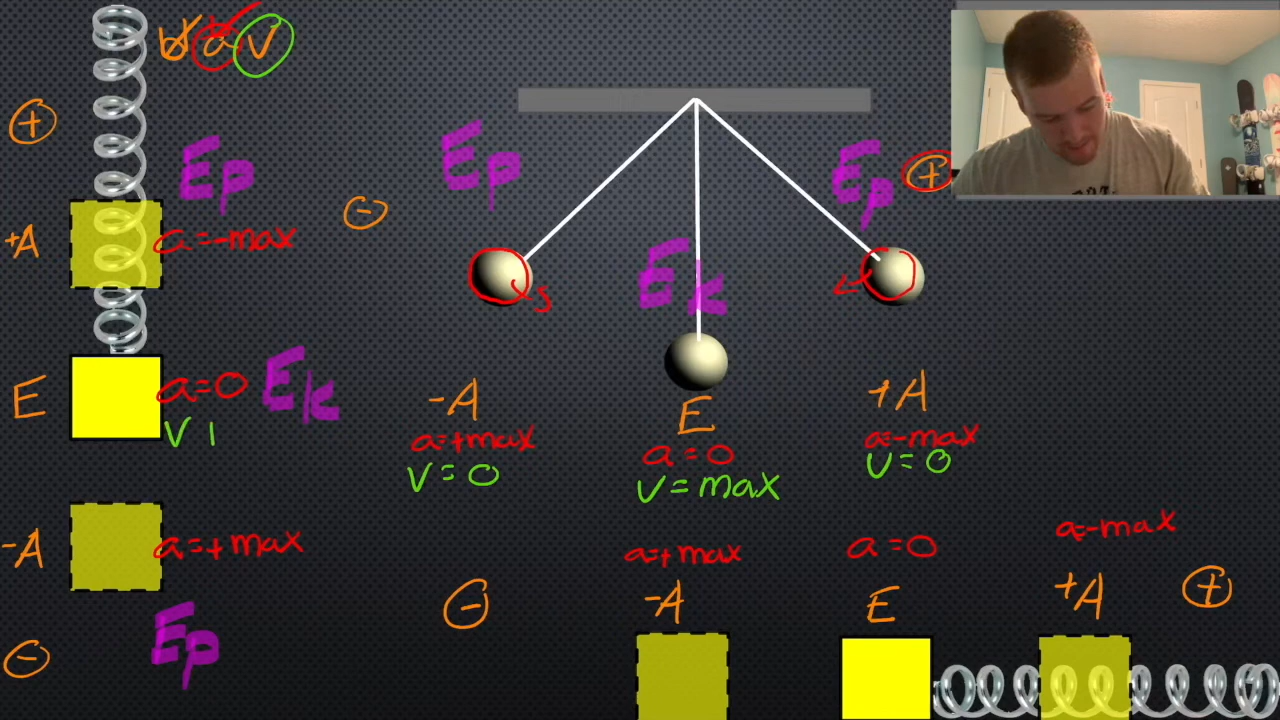 d a v
+
Ep
+A
a=-max
E
a=0
Ek
v
-A
a=+max
-
Ep
-
Ep
Ek
Ep
+
-A
a=+max
v=0
E
a=0
v=max
+A
a=-max
v=0
-
a=+max
-A
a=0
E
a=-max
+A
+